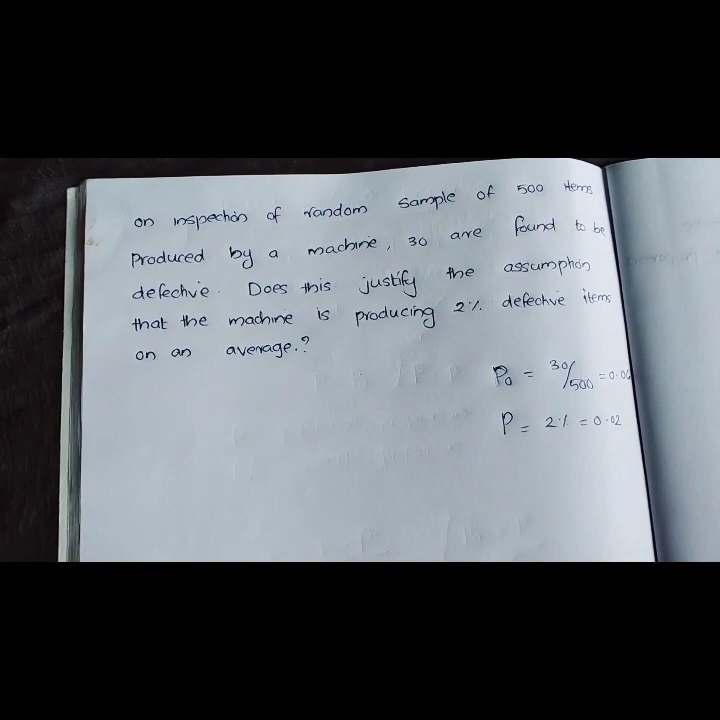 on inspection of random sample of 500 items
produced by a machine, 30 are found to be
defective. Does this justify the assumption
that the machine is producing 2% defective items
on an average.?
P₀ = 30/500 = 0.06
P = 2% = 0.02